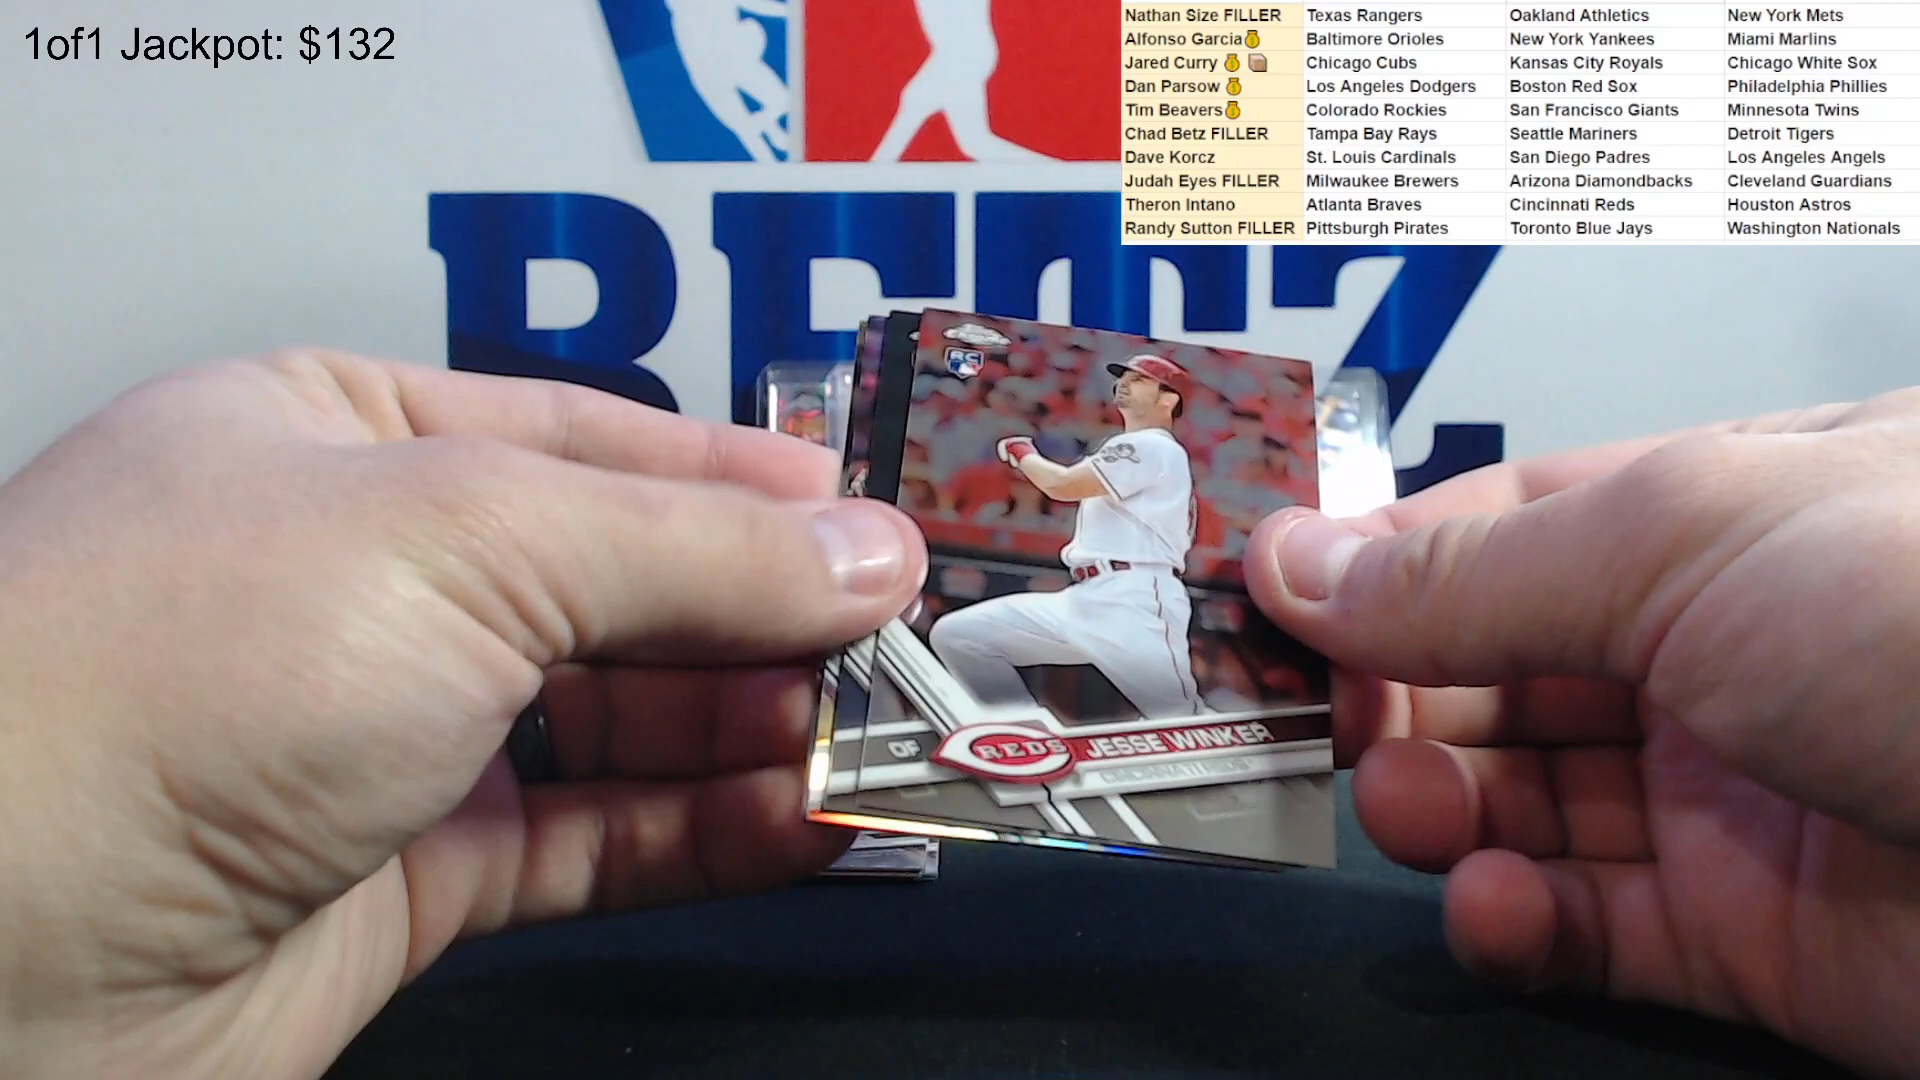 1of1 Jackpot: $132
Nathan Size FILLER Texas Rangers Oakland Athletics New York Mets
Alfonso Garcia Baltimore Orioles New York Yankees Miami Marlins
Jared Curry Chicago Cubs Kansas City Royals Chicago White Sox
Dan Parsow Los Angeles Dodgers Boston Red Sox Philadelphia Phillies
Tim Beavers Colorado Rockies San Francisco Giants Minnesota Twins
Chad Betz FILLER Tampa Bay Rays Seattle Mariners Detroit Tigers
Dave Korcz St. Louis Cardinals San Diego Padres Los Angeles Angels
Judah Eyes FILLER Milwaukee Brewers Arizona Diamondbacks Cleveland Guardians
Theron Intano Atlanta Braves Cincinnati Reds Houston Astros
Randy Sutton FILLER Pittsburgh Pirates Toronto Blue Jays Washington Nationals
BETZ
RC
OF REDS JESSE WINKER